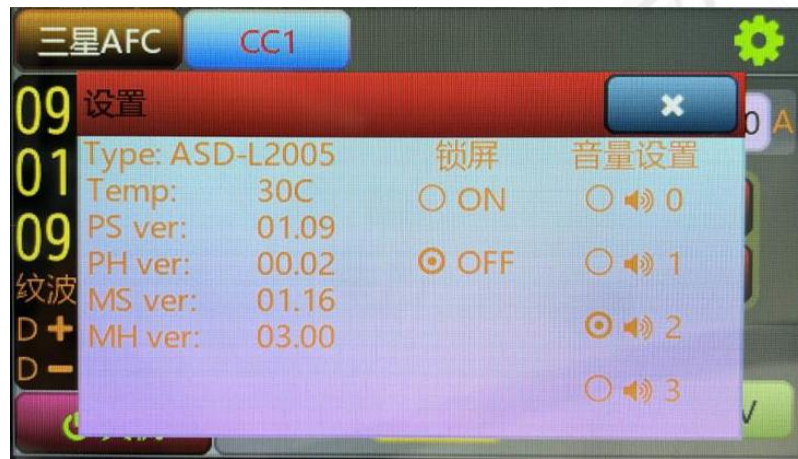 三星AFC CC1
09 设置 0 A
Type: ASD-L2005 锁屏 音量设置
01 Temp: 30C ON 0
PS ver: 01.09
09 PH ver: 00.02 OFF 1
纹波 MS ver: 01.16
D+ MH ver: 03.00 2
D-
3
V